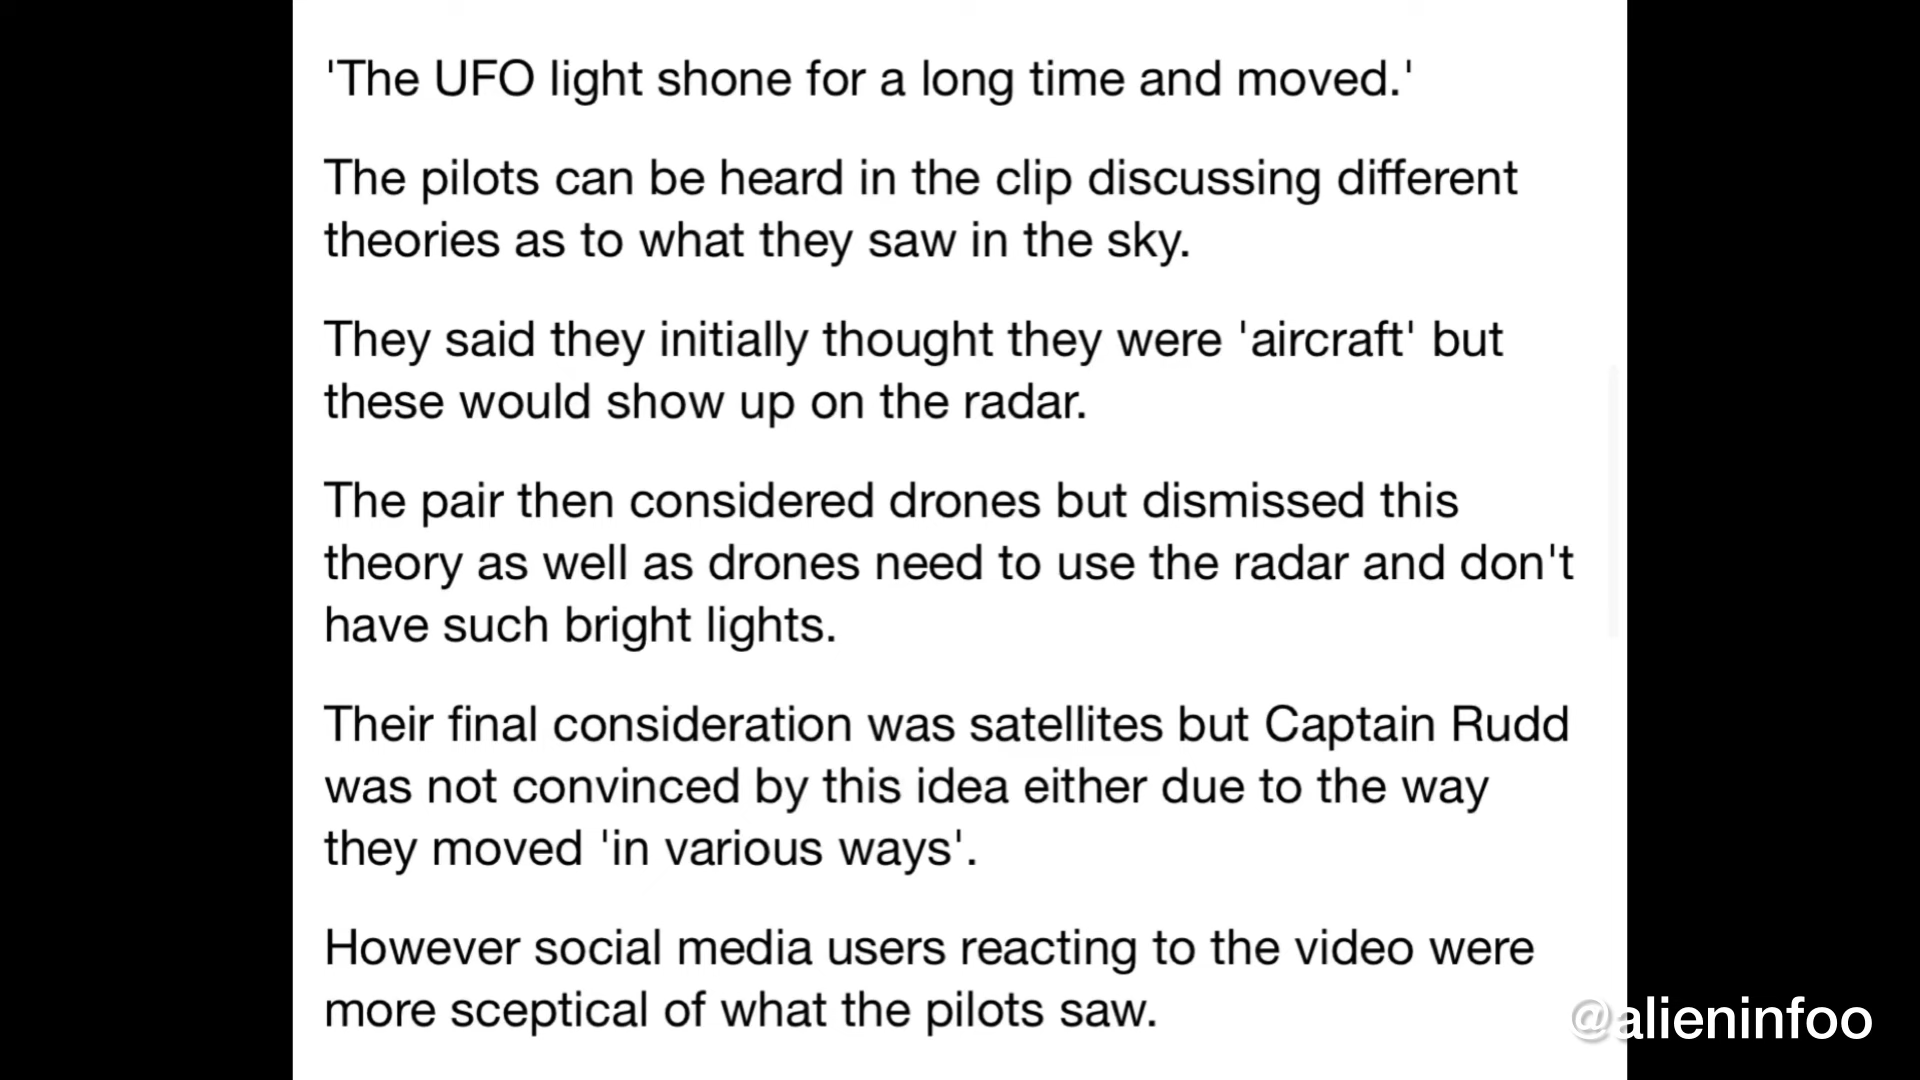 'The UFO light shone for a long time and moved.'
The pilots can be heard in the clip discussing different
theories as to what they saw in the sky.
They said they initially thought they were 'aircraft' but
these would show up on the radar.
The pair then considered drones but dismissed this
theory as well as drones need to use the radar and don't
have such bright lights.
Their final consideration was satellites but Captain Rudd
was not convinced by this idea either due to the way
they moved 'in various ways'.
However social media users reacting to the video were
more sceptical of what the pilots saw.
@alieninfoo